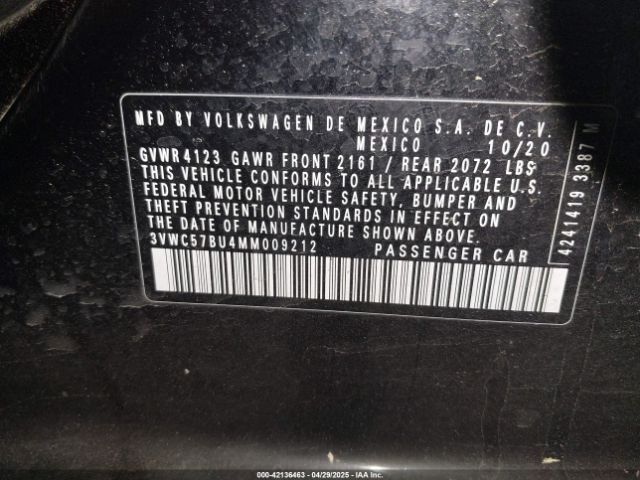 MFD BY VOLKSWAGEN DE MEXICO S.A. DE C.V.
MEXICO 10/20
GVWR 4123 GAWR FRONT 2161 / REAR 2072 LBS
THIS VEHICLE CONFORMS TO ALL APPLICABLE U.S.
FEDERAL MOTOR VEHICLE SAFETY, BUMPER AND
THEFT PREVENTION STANDARDS IN EFFECT ON
THE DATE OF MANUFACTURE SHOWN ABOVE.
3VWC57BU4MM009212 PASSENGER CAR
4241419 3387 M
000-42136463 - 04/29/2025 - IAA Inc.